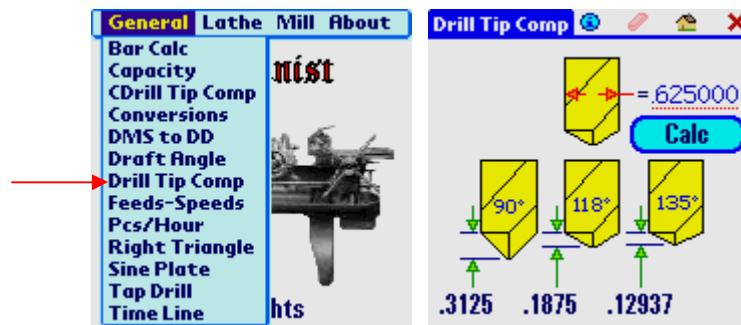 General Lathe Mill About
Bar Calc
Capacity
CDrill Tip Comp
Conversions
DMS to DD
Draft Angle
Drill Tip Comp
Feeds-Speeds
Pcs/Hour
Right Triangle
Sine Plate
Tap Drill
Time Line
nist
hts
Drill Tip Comp
=.625000
Calc
90° 118° 135°
.3125 .1875 .12937